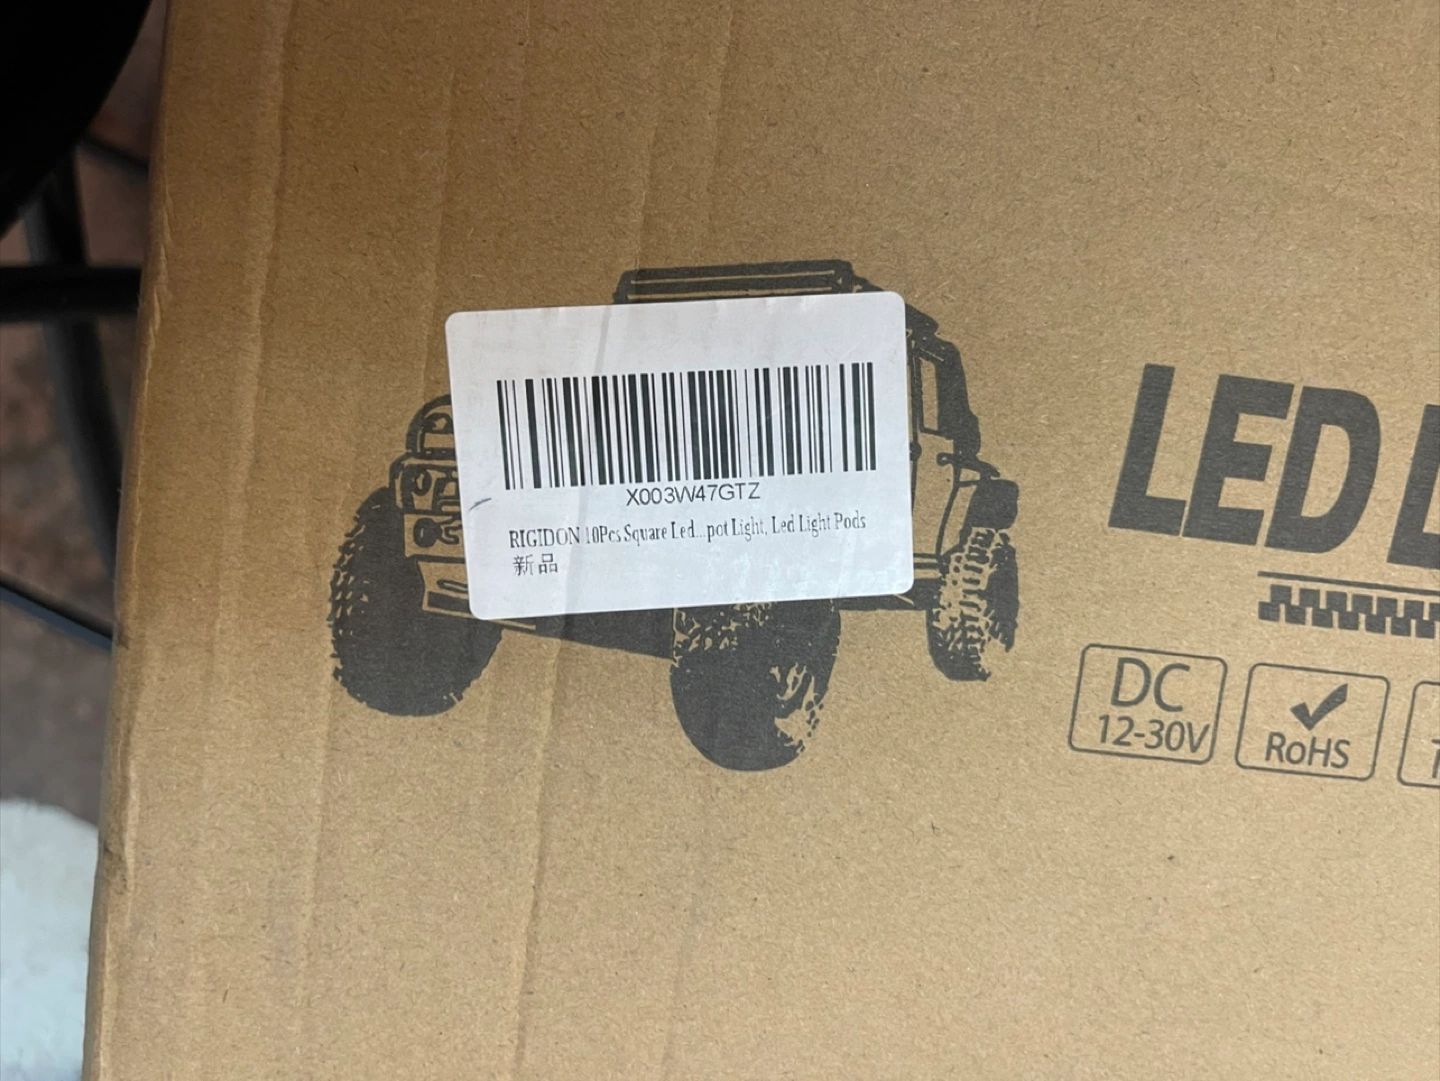 X003W47GTZ
RIGIDON 10Pcs Square Led...pot Light, Led Light Pods
新品
LED
DC
12-30V
RoHS